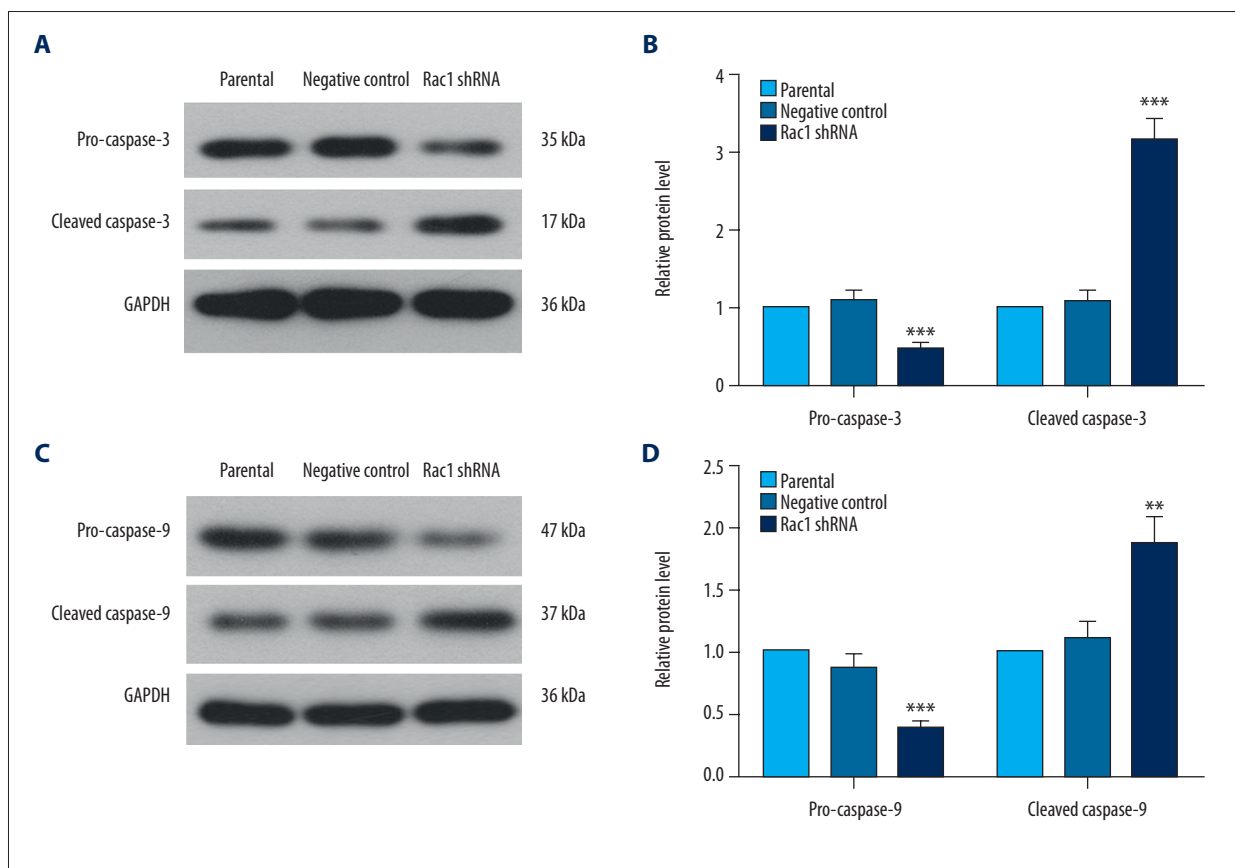 A
Parental Negative control Rac1 shRNA
Pro-caspase-3 35 kDa
Cleaved caspase-3 17 kDa
GAPDH 36 kDa
B
Parental
Negative control
Rac1 shRNA
Relative protein level
4
3
2
1
0
***
***
Pro-caspase-3 Cleaved caspase-3
C
Parental Negative control Rac1 shRNA
Pro-caspase-9 47 kDa
Cleaved caspase-9 37 kDa
GAPDH 36 kDa
D
Parental
Negative control
Rac1 shRNA
Relative protein level
2.5
2.0
1.5
1.0
0.5
0.0
***
**
Pro-caspase-9 Cleaved caspase-9